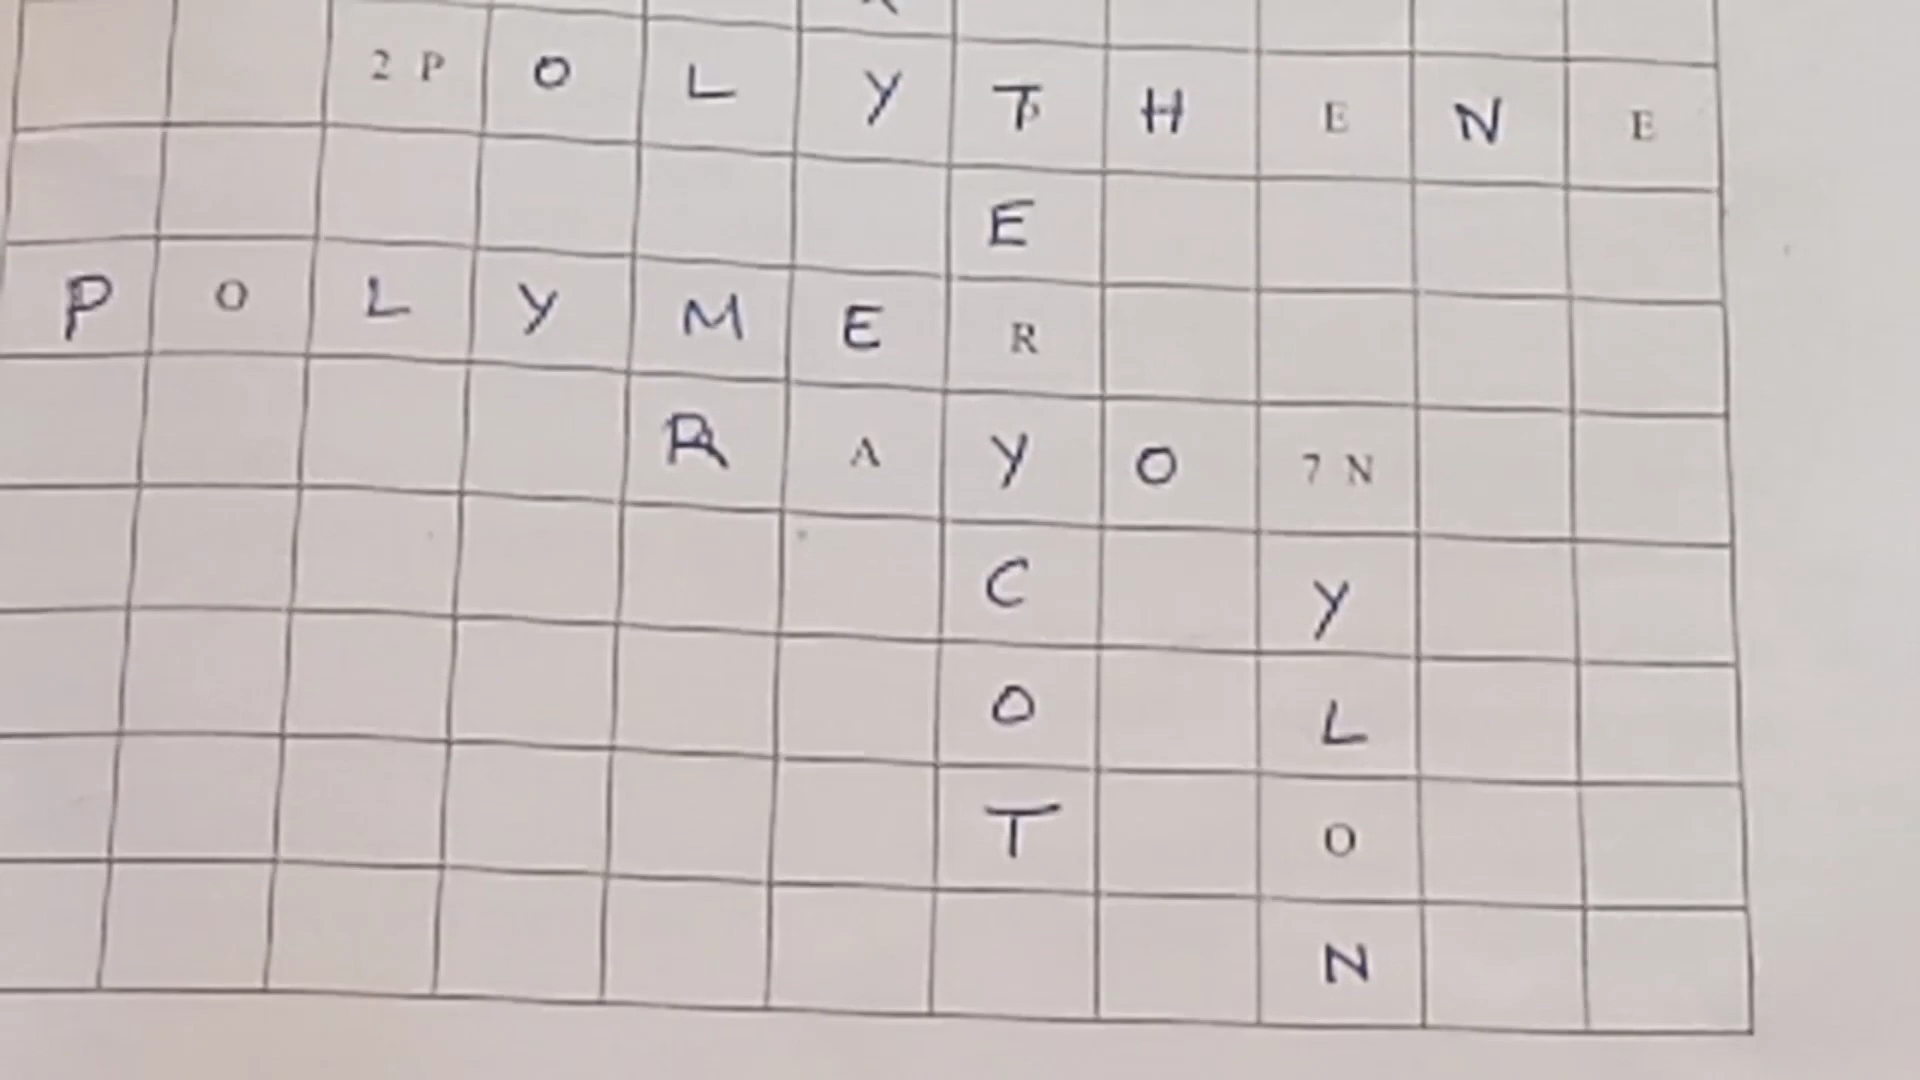 2 P O L Y T H E N E
E
P O L Y M E R
R A Y O 7 N
C Y
O L
T O
N